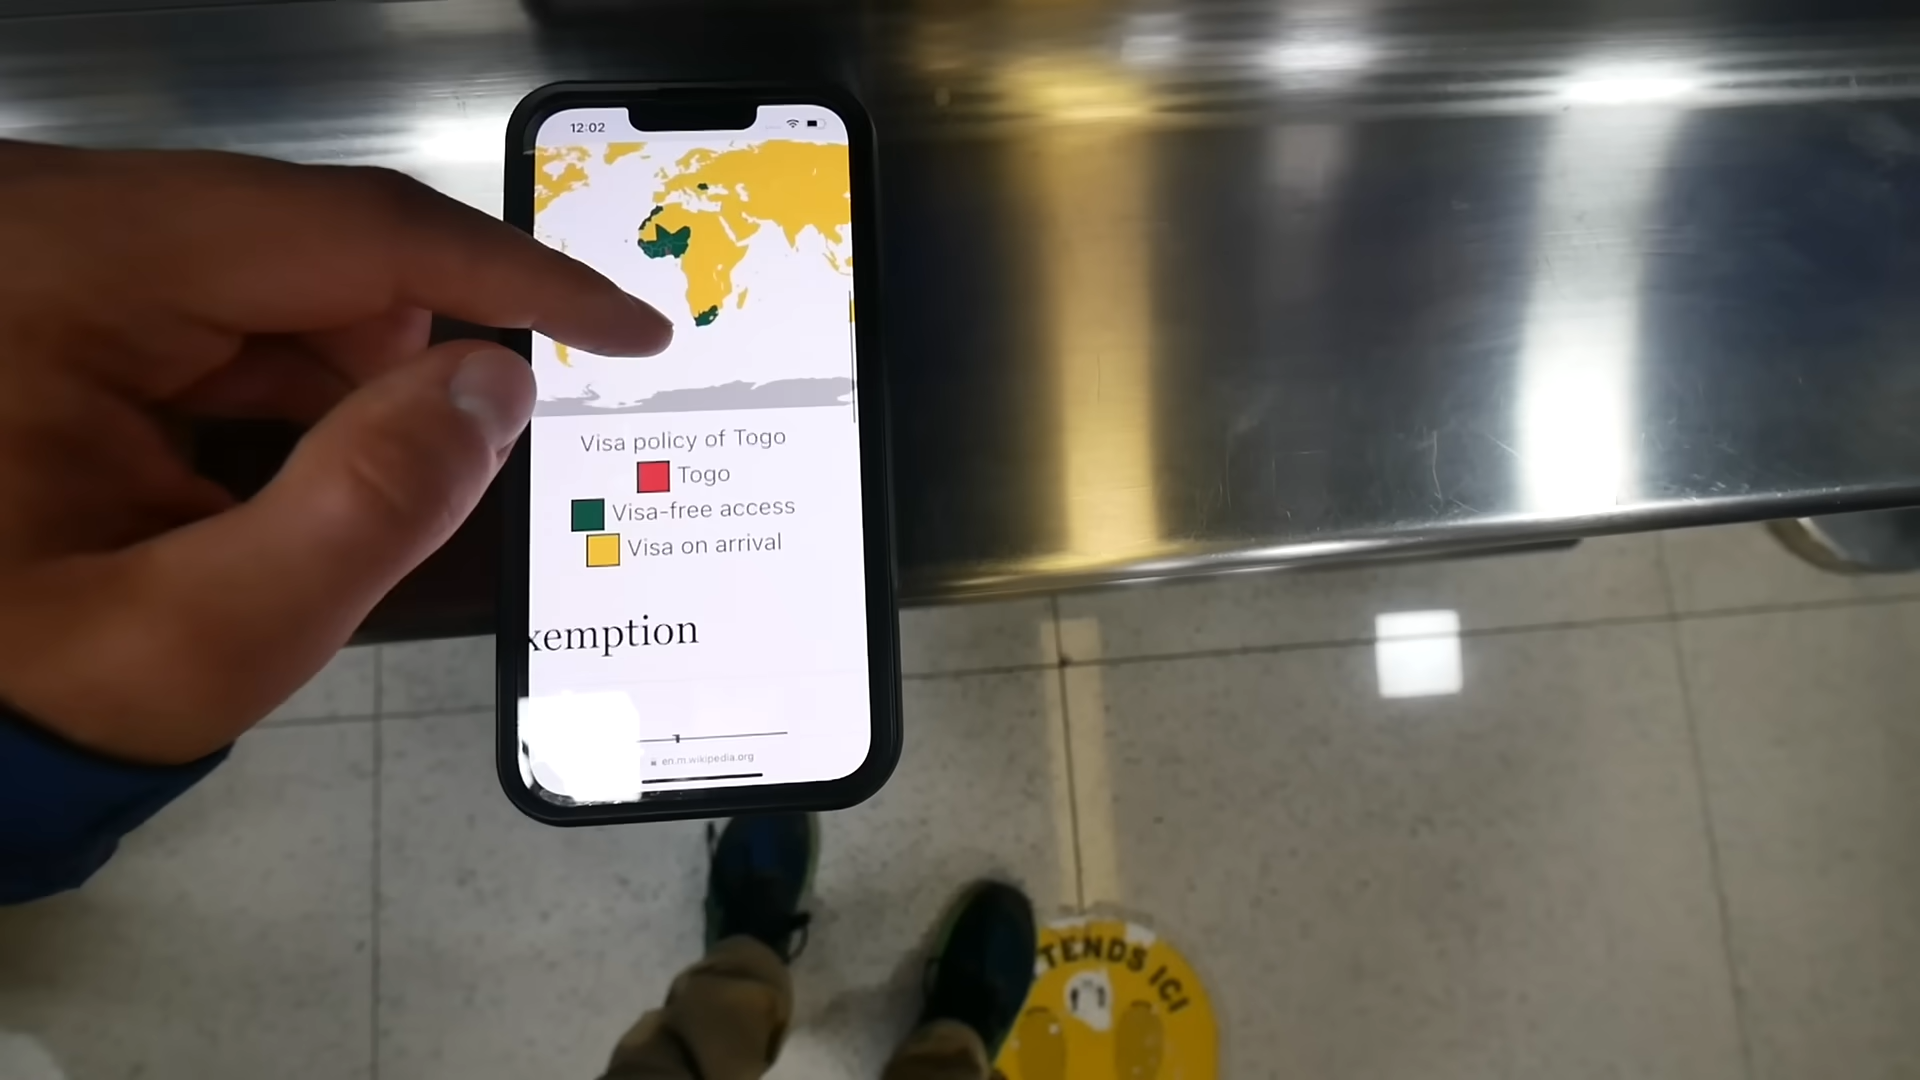 12:02
Visa policy of Togo
Togo
Visa-free access
Visa on arrival
xemption
en.m.wikipedia.org
TENDS ICI